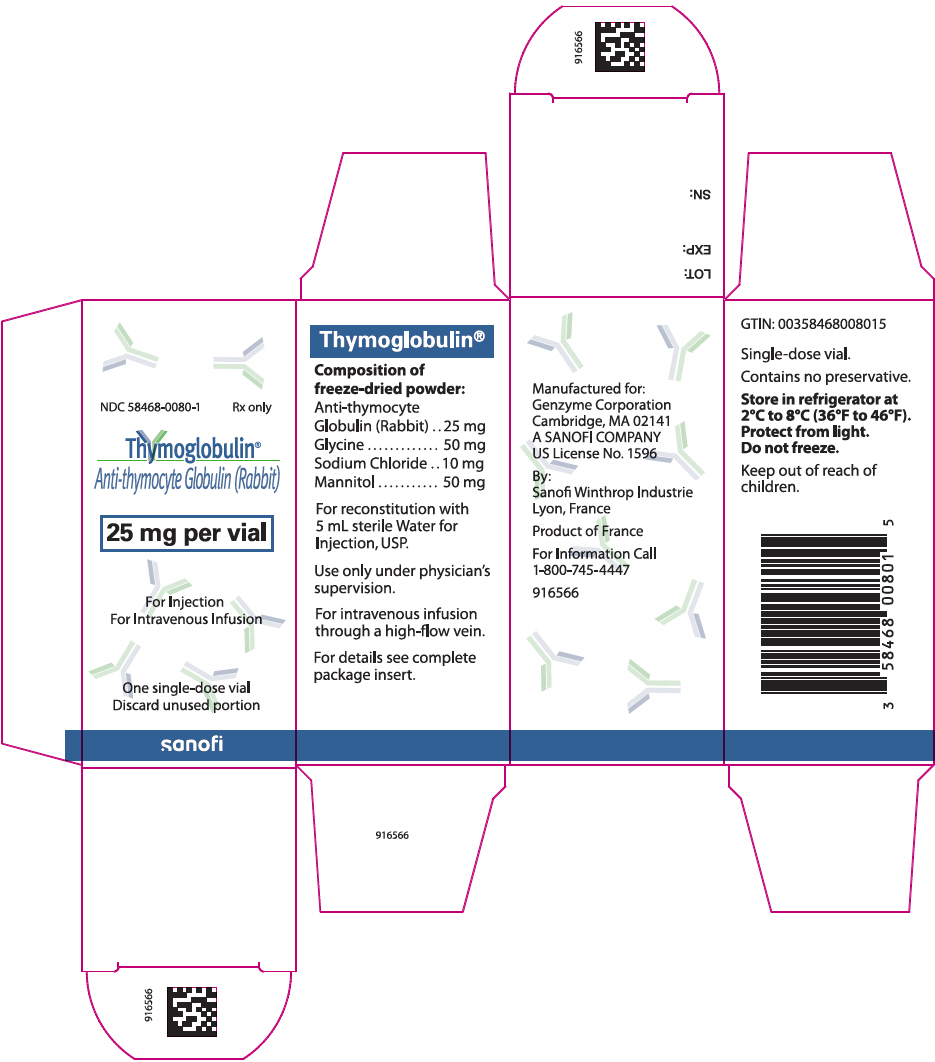 916566
SN:
EXP:
LOT:
NDC 58468-0080-1 Rx only
Thymoglobulin®
Anti-thymocyte Globulin (Rabbit)
25 mg per vial
For Injection
For Intravenous Infusion
One single-dose vial
Discard unused portion
sanofi
Thymoglobulin®
Composition of
freeze-dried powder:
Anti-thymocyte
Globulin (Rabbit) .. 25 mg
Glycine ............. 50 mg
Sodium Chloride .. 10 mg
Mannitol ........... 50 mg
For reconstitution with
5 mL sterile Water for
Injection, USP.
Use only under physician's
supervision.
For intravenous infusion
through a high-flow vein.
For details see complete
package insert.
Manufactured for:
Genzyme Corporation
Cambridge, MA 02141
A SANOFI COMPANY
US License No. 1596
By:
Sanofi Winthrop Industrie
Lyon, France
Product of France
For Information Call
1-800-745-4447
916566
GTIN: 00358468008015
Single-dose vial.
Contains no preservative.
Store in refrigerator at
2°C to 8°C (36°F to 46°F).
Protect from light.
Do not freeze.
Keep out of reach of
children.
3 58468 00801 5
916566
916566